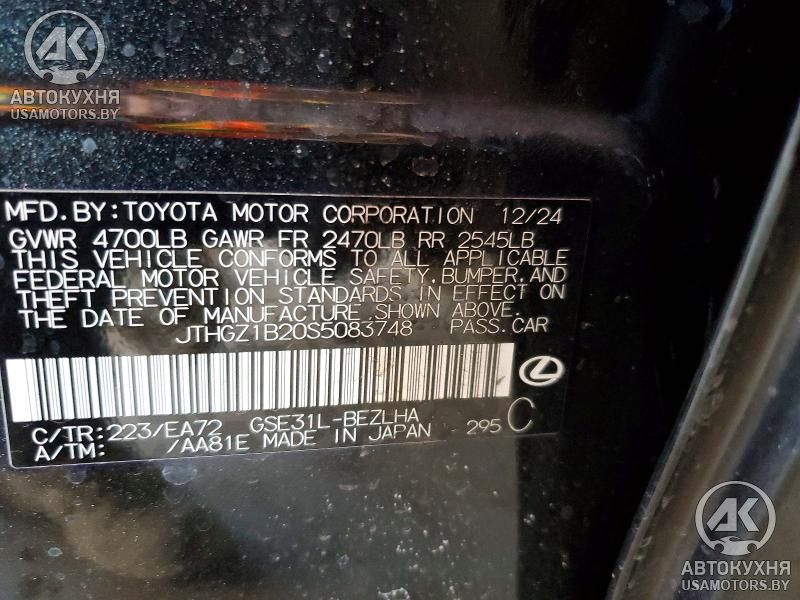 AK
АВТОКУХНЯ
USAMOTORS.BY
MFD. BY: TOYOTA MOTOR CORPORATION 12/24
GVWR 4700LB GAWR FR 2470LB RR 2545LB
THIS VEHICLE CONFORMS TO ALL APPLICABLE
FEDERAL MOTOR VEHICLE SAFETY, BUMPER, AND
THEFT PREVENTION STANDARDS IN EFFECT ON
THE DATE OF MANUFACTURE SHOWN ABOVE.
JTHGZ1B20S5083748 PASS. CAR
C/TR: 223/EA72 GSE31L-BEZLHA
A/TM: /AA81E MADE IN JAPAN 295 C
AK
АВТОКУХНЯ
USAMOTORS.BY